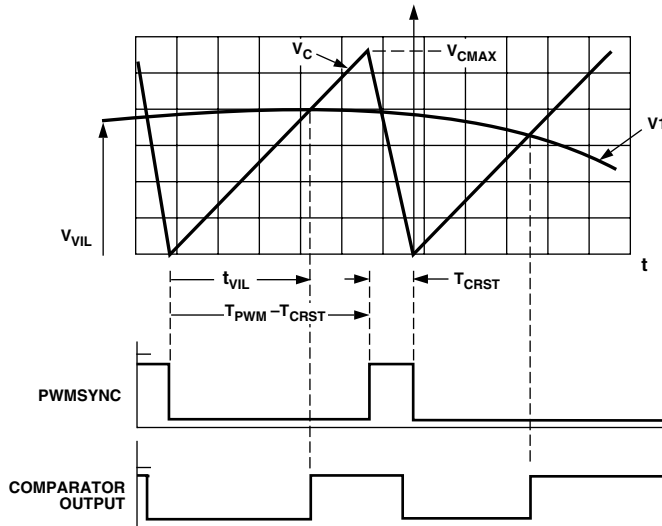 V_C
V_CMAX
V1
V_VIL
t
t_VIL
T_CRST
T_PWM –T_CRST
PWMSYNC
COMPARATOR
OUTPUT